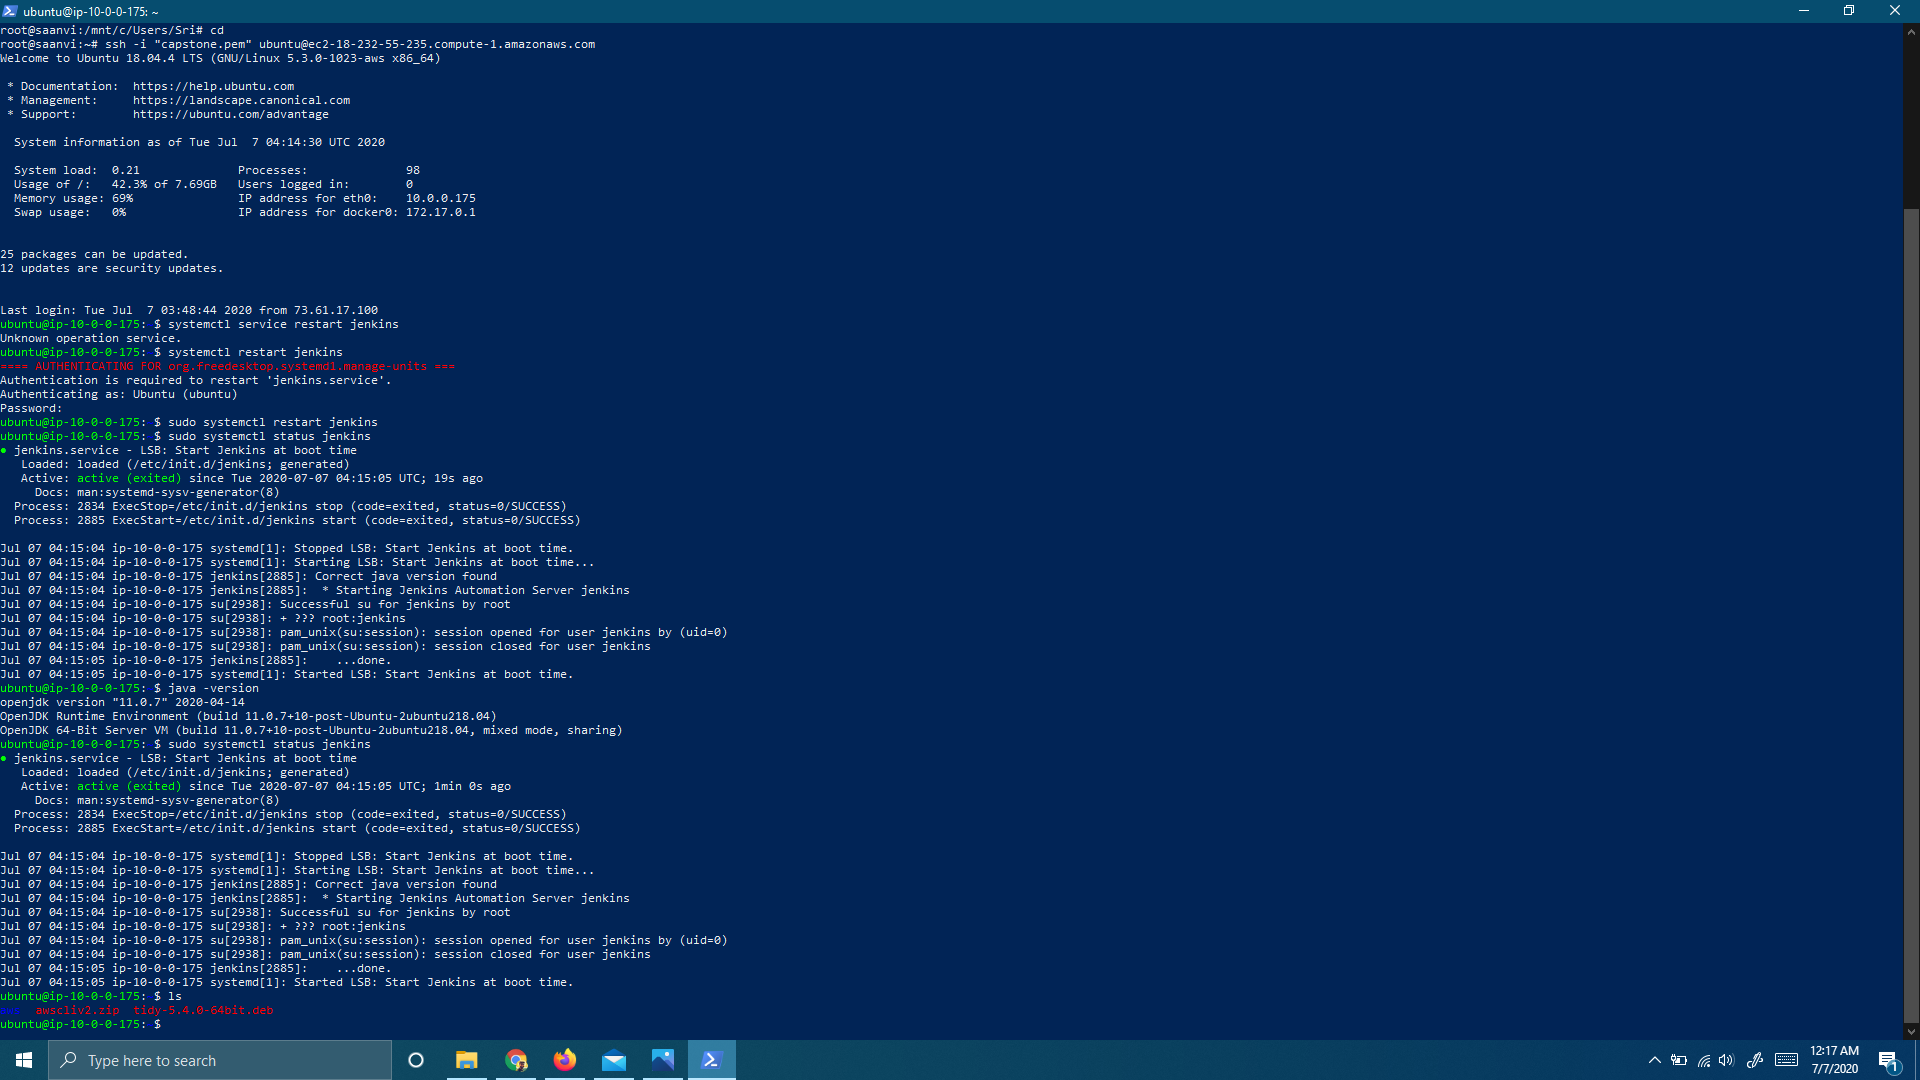 ubuntu@ip-10-0-0-175: ~
root@saanvi:/mnt/c/Users/Sri# cd
root@saanvi:~# ssh -i "capstone.pem" ubuntu@ec2-18-232-55-235.compute-1.amazonaws.com
Welcome to Ubuntu 18.04.4 LTS (GNU/Linux 5.3.0-1023-aws x86_64)
* Documentation:  https://help.ubuntu.com
* Management:     https://landscape.canonical.com
* Support:        https://ubuntu.com/advantage
System information as of Tue Jul  7 04:14:30 UTC 2020
System load:  0.21              Processes:              98
Usage of /:   42.3% of 7.69GB   Users logged in:        0
Memory usage: 69%               IP address for eth0:    10.0.0.175
Swap usage:   0%                IP address for docker0: 172.17.0.1
25 packages can be updated.
12 updates are security updates.
Last login: Tue Jul  7 03:48:44 2020 from 73.61.17.100
ubuntu@ip-10-0-0-175:~$ systemctl service restart jenkins
Unknown operation service.
ubuntu@ip-10-0-0-175:~$ systemctl restart jenkins
==== AUTHENTICATING FOR org.freedesktop.systemd1.manage-units ===
Authentication is required to restart 'jenkins.service'.
Authenticating as: Ubuntu (ubuntu)
Password:
ubuntu@ip-10-0-0-175:~$ sudo systemctl restart jenkins
ubuntu@ip-10-0-0-175:~$ sudo systemctl status jenkins
● jenkins.service - LSB: Start Jenkins at boot time
Loaded: loaded (/etc/init.d/jenkins; generated)
Active: active (exited) since Tue 2020-07-07 04:15:05 UTC; 19s ago
Docs: man:systemd-sysv-generator(8)
Process: 2834 ExecStop=/etc/init.d/jenkins stop (code=exited, status=0/SUCCESS)
Process: 2885 ExecStart=/etc/init.d/jenkins start (code=exited, status=0/SUCCESS)
Jul 07 04:15:04 ip-10-0-0-175 systemd[1]: Stopped LSB: Start Jenkins at boot time.
Jul 07 04:15:04 ip-10-0-0-175 systemd[1]: Starting LSB: Start Jenkins at boot time...
Jul 07 04:15:04 ip-10-0-0-175 jenkins[2885]: Correct java version found
Jul 07 04:15:04 ip-10-0-0-175 jenkins[2885]:  * Starting Jenkins Automation Server jenkins
Jul 07 04:15:04 ip-10-0-0-175 su[2938]: Successful su for jenkins by root
Jul 07 04:15:04 ip-10-0-0-175 su[2938]: + ??? root:jenkins
Jul 07 04:15:04 ip-10-0-0-175 su[2938]: pam_unix(su:session): session opened for user jenkins by (uid=0)
Jul 07 04:15:04 ip-10-0-0-175 su[2938]: pam_unix(su:session): session closed for user jenkins
Jul 07 04:15:05 ip-10-0-0-175 jenkins[2885]:    ...done.
Jul 07 04:15:05 ip-10-0-0-175 systemd[1]: Started LSB: Start Jenkins at boot time.
ubuntu@ip-10-0-0-175:~$ java -version
openjdk version "11.0.7" 2020-04-14
OpenJDK Runtime Environment (build 11.0.7+10-post-Ubuntu-2ubuntu218.04)
OpenJDK 64-Bit Server VM (build 11.0.7+10-post-Ubuntu-2ubuntu218.04, mixed mode, sharing)
ubuntu@ip-10-0-0-175:~$ sudo systemctl status jenkins
● jenkins.service - LSB: Start Jenkins at boot time
Loaded: loaded (/etc/init.d/jenkins; generated)
Active: active (exited) since Tue 2020-07-07 04:15:05 UTC; 1min 0s ago
Docs: man:systemd-sysv-generator(8)
Process: 2834 ExecStop=/etc/init.d/jenkins stop (code=exited, status=0/SUCCESS)
Process: 2885 ExecStart=/etc/init.d/jenkins start (code=exited, status=0/SUCCESS)
Jul 07 04:15:04 ip-10-0-0-175 systemd[1]: Stopped LSB: Start Jenkins at boot time.
Jul 07 04:15:04 ip-10-0-0-175 systemd[1]: Starting LSB: Start Jenkins at boot time...
Jul 07 04:15:04 ip-10-0-0-175 jenkins[2885]: Correct java version found
Jul 07 04:15:04 ip-10-0-0-175 jenkins[2885]:  * Starting Jenkins Automation Server jenkins
Jul 07 04:15:04 ip-10-0-0-175 su[2938]: Successful su for jenkins by root
Jul 07 04:15:04 ip-10-0-0-175 su[2938]: + ??? root:jenkins
Jul 07 04:15:04 ip-10-0-0-175 su[2938]: pam_unix(su:session): session opened for user jenkins by (uid=0)
Jul 07 04:15:04 ip-10-0-0-175 su[2938]: pam_unix(su:session): session closed for user jenkins
Jul 07 04:15:05 ip-10-0-0-175 jenkins[2885]:    ...done.
Jul 07 04:15:05 ip-10-0-0-175 systemd[1]: Started LSB: Start Jenkins at boot time.
ubuntu@ip-10-0-0-175:~$ ls
awscliv2.zip  tidy-5.4.0-64bit.deb
ubuntu@ip-10-0-0-175:~$
Type here to search
12:17 AM
7/7/2020
1